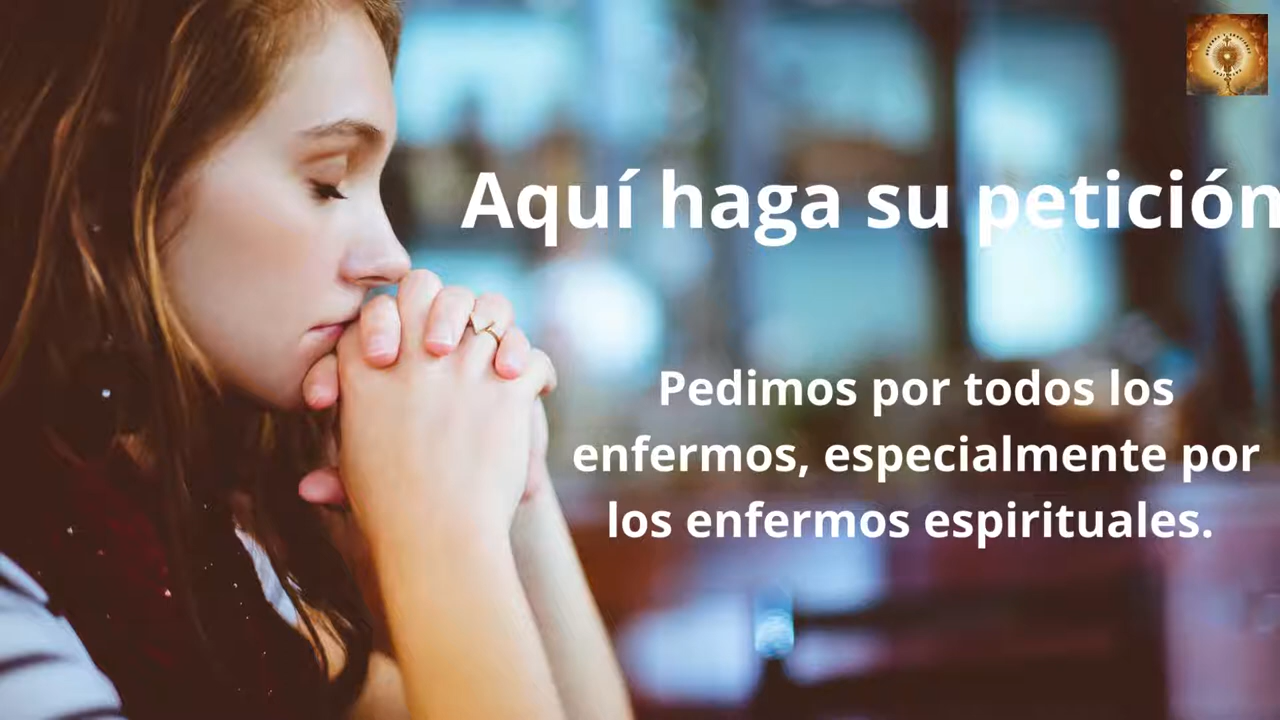 Aquí haga su petición
Pedimos por todos los
enfermos, especialmente por
los enfermos espirituales.